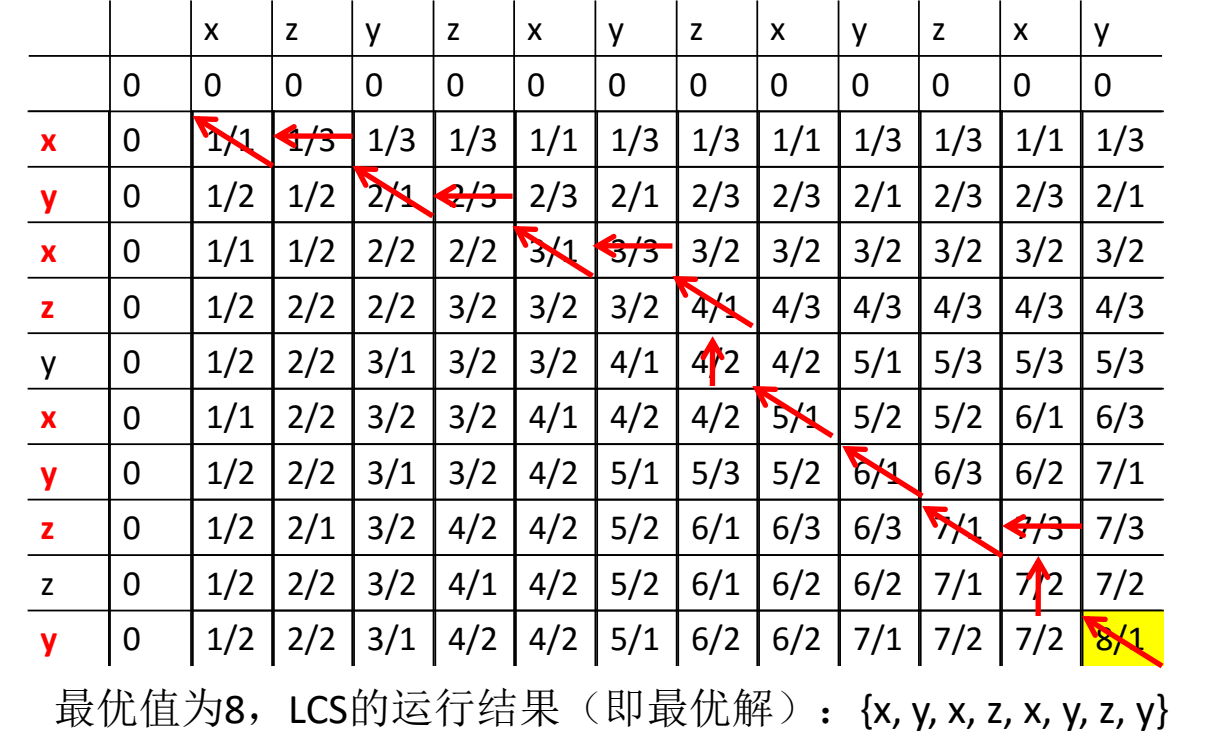 x z y z x y z x y z x y
0 0 0 0 0 0 0 0 0 0 0 0 0
x 0 1/1 1/3 1/3 1/3 1/1 1/3 1/3 1/1 1/3 1/3 1/1 1/3
y 0 1/2 1/2 2/1 2/3 2/3 2/1 2/3 2/3 2/1 2/3 2/3 2/1
x 0 1/1 1/2 2/2 2/2 3/1 3/3 3/2 3/2 3/2 3/2 3/2 3/2
z 0 1/2 2/2 2/2 3/2 3/2 3/2 4/1 4/3 4/3 4/3 4/3 4/3
y 0 1/2 2/2 3/1 3/2 3/2 4/1 4/2 4/2 5/1 5/3 5/3 5/3
x 0 1/1 2/2 3/2 3/2 4/1 4/2 4/2 5/1 5/2 5/2 6/1 6/3
y 0 1/2 2/2 3/1 3/2 4/2 5/1 5/3 5/2 6/1 6/3 6/2 7/1
z 0 1/2 2/1 3/2 4/2 4/2 5/2 6/1 6/3 6/3 7/1 7/3 7/3
z 0 1/2 2/2 3/2 4/1 4/2 5/2 6/1 6/2 6/2 7/1 7/2 7/2
y 0 1/2 2/2 3/1 4/2 4/2 5/1 6/2 6/2 7/1 7/2 7/2 8/1
最优值为8，LCS的运行结果（即最优解）：{x, y, x, z, x, y, z, y}